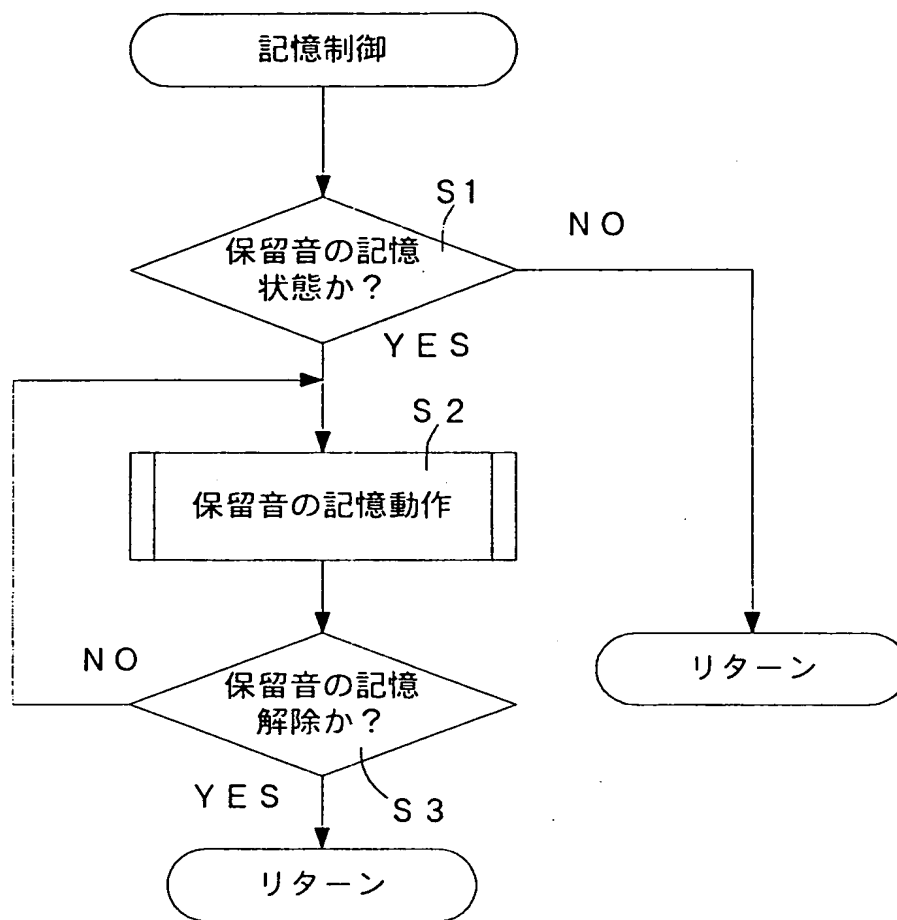 記憶制御
S1
保留音の記憶
状態か?
NO
YES
S2
保留音の記憶動作
NO
保留音の記憶
解除か?
リターン
YES
S3
リターン